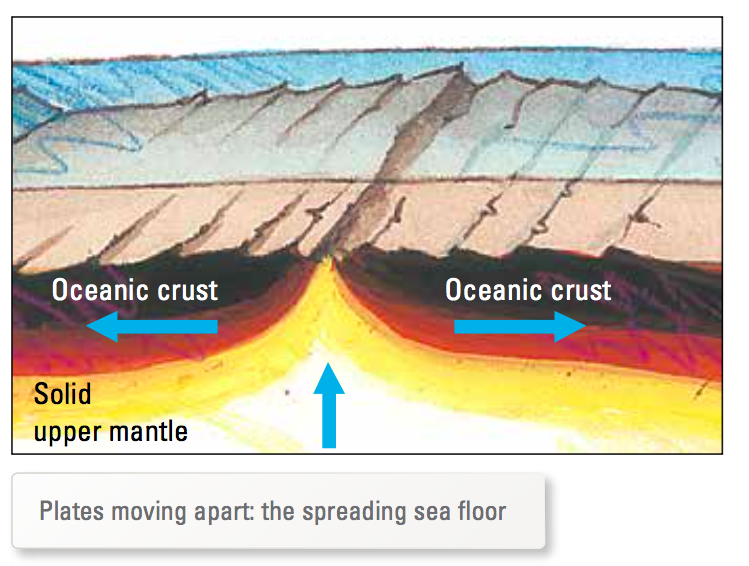 Oceanic crust
Oceanic crust
Solid
upper mantle
Plates moving apart: the spreading sea floor